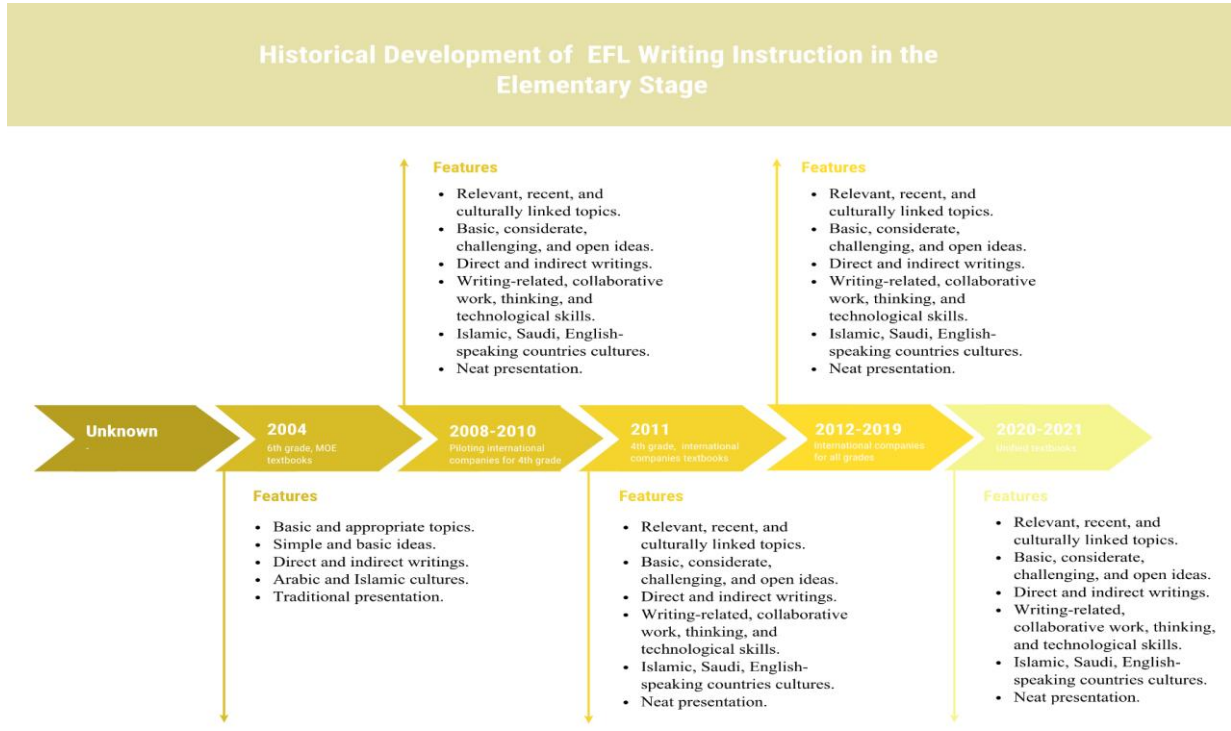 Historical Development of EFL Writing Instruction in the
Elementary Stage
Features
• Relevant, recent, and
culturally linked topics.
• Basic, considerate,
challenging, and open ideas.
• Direct and indirect writings.
• Writing-related, collaborative
work, thinking, and
technological skills.
• Islamic, Saudi, English-
speaking countries cultures.
• Neat presentation.
Features
• Relevant, recent, and
culturally linked topics.
• Basic, considerate,
challenging, and open ideas.
• Direct and indirect writings.
• Writing-related, collaborative
work, thinking, and
technological skills.
• Islamic, Saudi, English-
speaking countries cultures.
• Neat presentation.
Unknown
-
2004
6th grade, MOE
textbooks
2008-2010
Piloting international
companies for 4th grade
2011
4th grade, international
companies textbooks
2012-2019
International companies
for all grades
2020-2021
Unified textbooks
Features
• Basic and appropriate topics.
• Simple and basic ideas.
• Direct and indirect writings.
• Arabic and Islamic cultures.
• Traditional presentation.
Features
• Relevant, recent, and
culturally linked topics.
• Basic, considerate,
challenging, and open ideas.
• Direct and indirect writings.
• Writing-related, collaborative
work, thinking, and
technological skills.
• Islamic, Saudi, English-
speaking countries cultures.
• Neat presentation.
Features
• Relevant, recent, and
culturally linked topics.
• Basic, considerate,
challenging, and open ideas.
• Direct and indirect writings.
• Writing-related,
collaborative work, thinking,
and technological skills.
• Islamic, Saudi, English-
speaking countries cultures.
• Neat presentation.